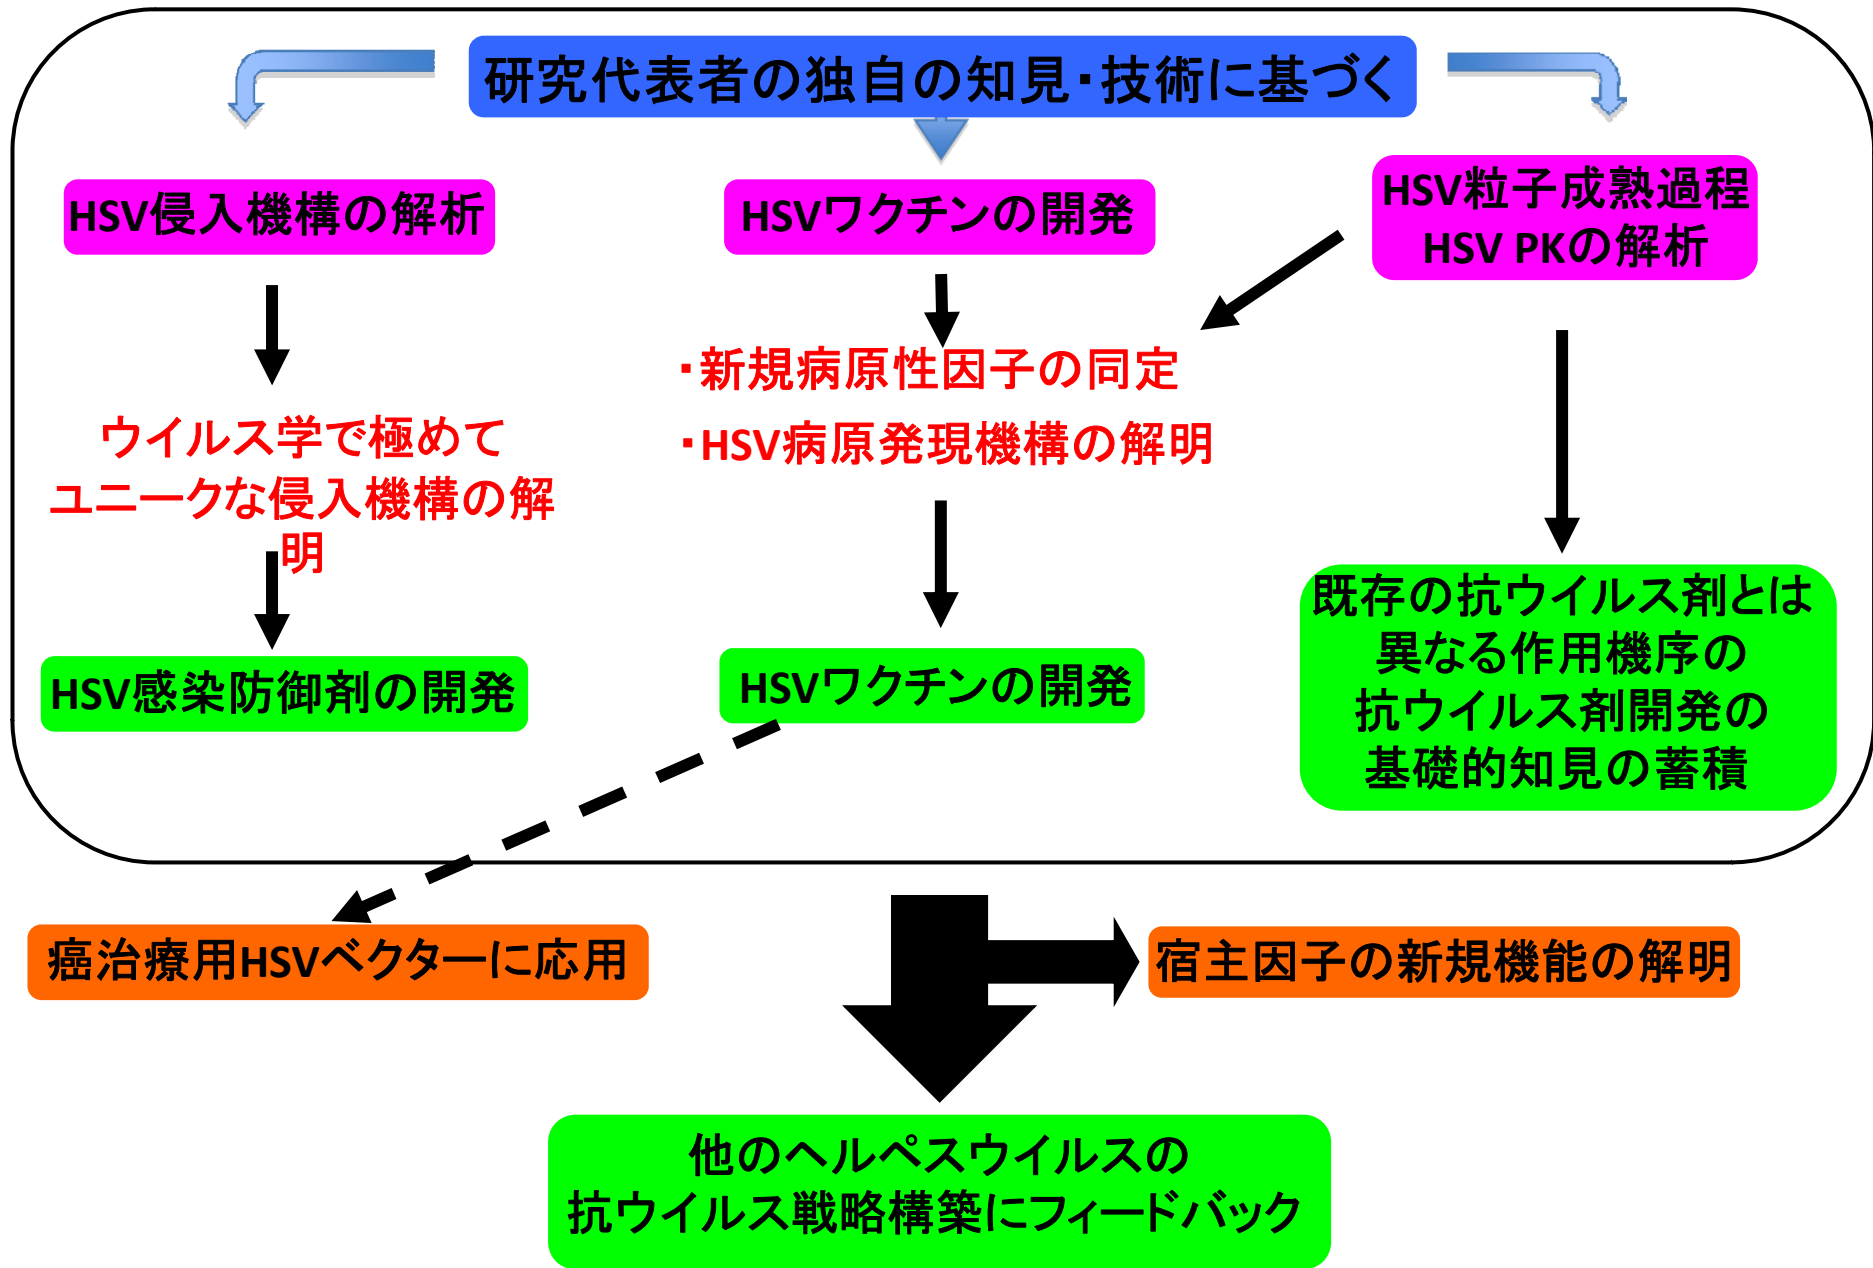 研究代表者の独自の知見・技術に基づく
HSV侵入機構の解析
HSVワクチンの開発
HSV粒子成熟過程
HSV PKの解析
ウイルス学で極めて
ユニークな侵入機構の解
明
・新規病原性因子の同定
・HSV病原発現機構の解明
HSV感染防御剤の開発
HSVワクチンの開発
既存の抗ウイルス剤とは
異なる作用機序の
抗ウイルス剤開発の
基礎的知見の蓄積
癌治療用HSVベクターに応用
宿主因子の新規機能の解明
他のヘルペスウイルスの
抗ウイルス戦略構築にフィードバック